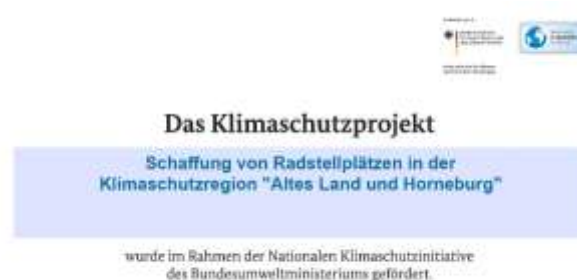 Das Klimaschutzprojekt
Schaffung von Radstellplätzen in der
Klimaschutzregion "Altes Land und Horneburg"
wurde im Rahmen der Nationalen Klimaschutzinitiative
des Bundesumweltministeriums gefördert.